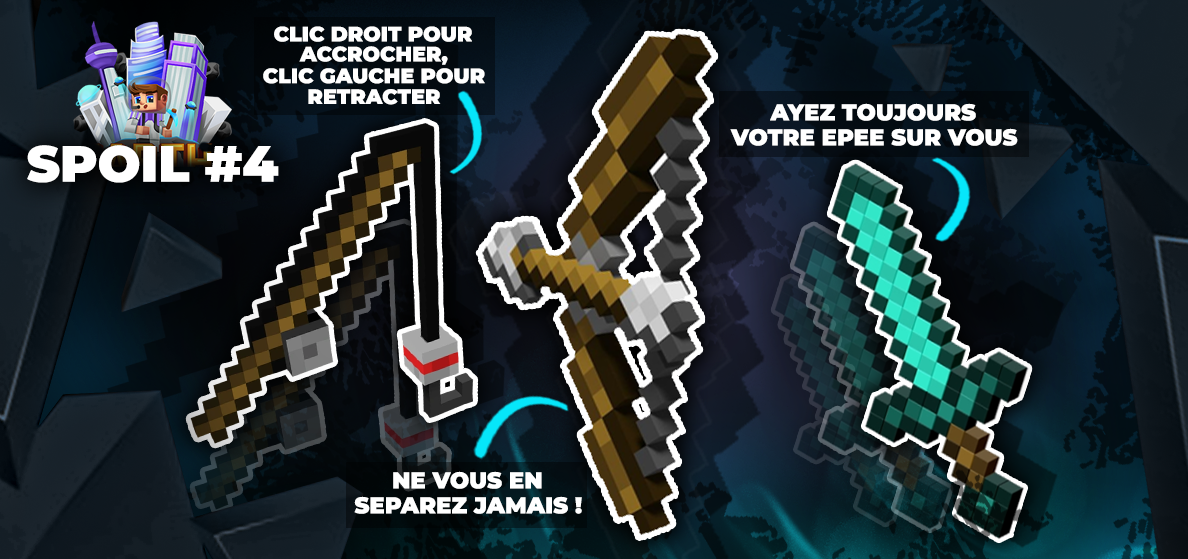 CLIC DROIT POUR
ACCROCHER,
CLIC GAUCHE POUR
RETRACTER
SPOIL #4
AYEZ TOUJOURS
VOTRE EPEE SUR VOUS
NE VOUS EN
SEPAREZ JAMAIS !